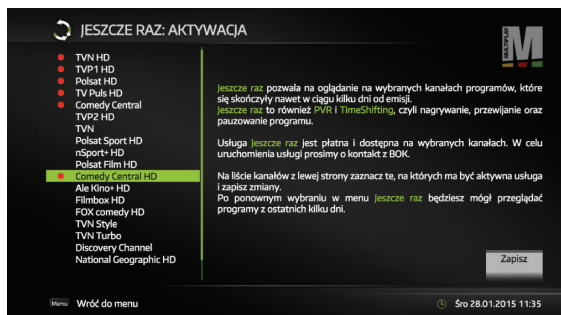 JESZCZE RAZ: AKTYWACJA
MULTIPLAY
M
TVN HD
TVP1 HD
Polsat HD
TV Puls HD
Comedy Central
TVP2 HD
TVN
Polsat Sport HD
nSport+ HD
Polsat Film HD
Comedy Central HD
Ale Kino+ HD
Filmbox HD
FOX comedy HD
TVN Style
TVN Turbo
Discovery Channel
National Geographic HD
Jeszcze raz pozwala na oglądanie na wybranych kanałach programów, które
się skończyły nawet w ciągu kilku dni od emisji.
Jeszcze raz to również PVR i TimeShifting, czyli nagrywanie, przewijanie oraz
pauzowanie programu.
Usługa Jeszcze raz jest płatna i dostępna na wybranych kanałach. W celu
uruchomienia usługi prosimy o kontakt z BOK.
Na liście kanałów z lewej strony zaznacz te, na których ma być aktywna usługa
i zapisz zmiany.
Po ponownym wybraniu w menu Jeszcze raz będziesz mógł przeglądać
programy z ostatnich kilku dni.
Zapisz
Menu Wróć do menu
Śro 28.01.2015 11:35